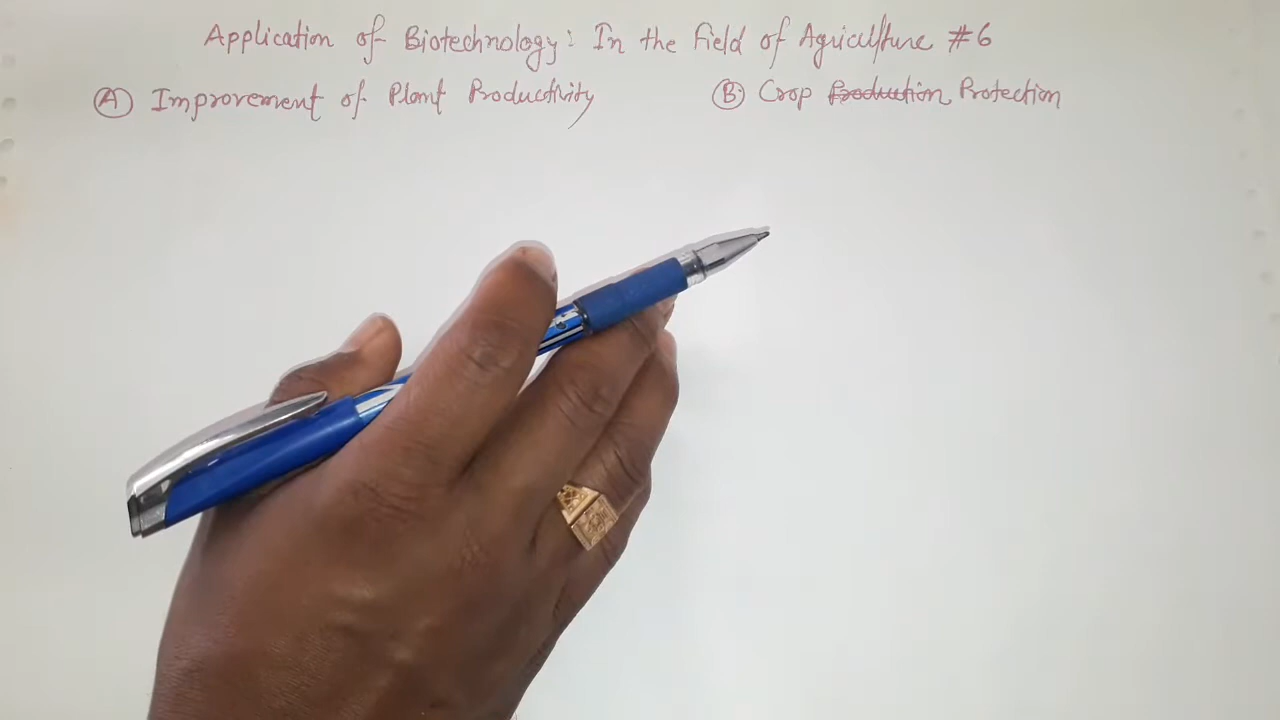 Application of Biotechnology: In the field of Agriculture #6
(A) Improvement of Plant Productivity (B) Crop Production Protection